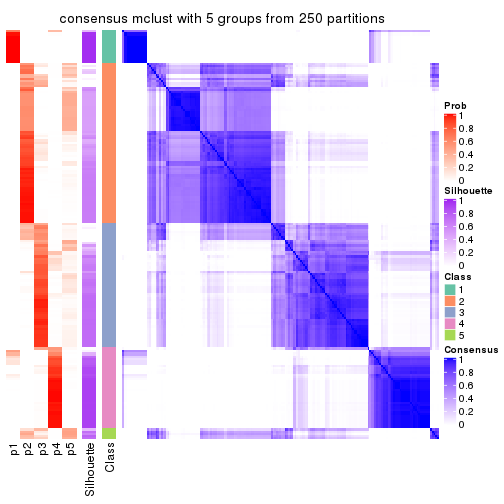 consensus mclust with 5 groups from 250 partitions
Prob
1
0.8
0.6
0.4
0.2
0
Silhouette
1
0.8
0.6
0.4
0.2
0
Class
1
2
3
4
5
Consensus
1
0.8
0.6
0.4
0.2
0
p1
p2
p3
p4
p5
Silhouette
Class